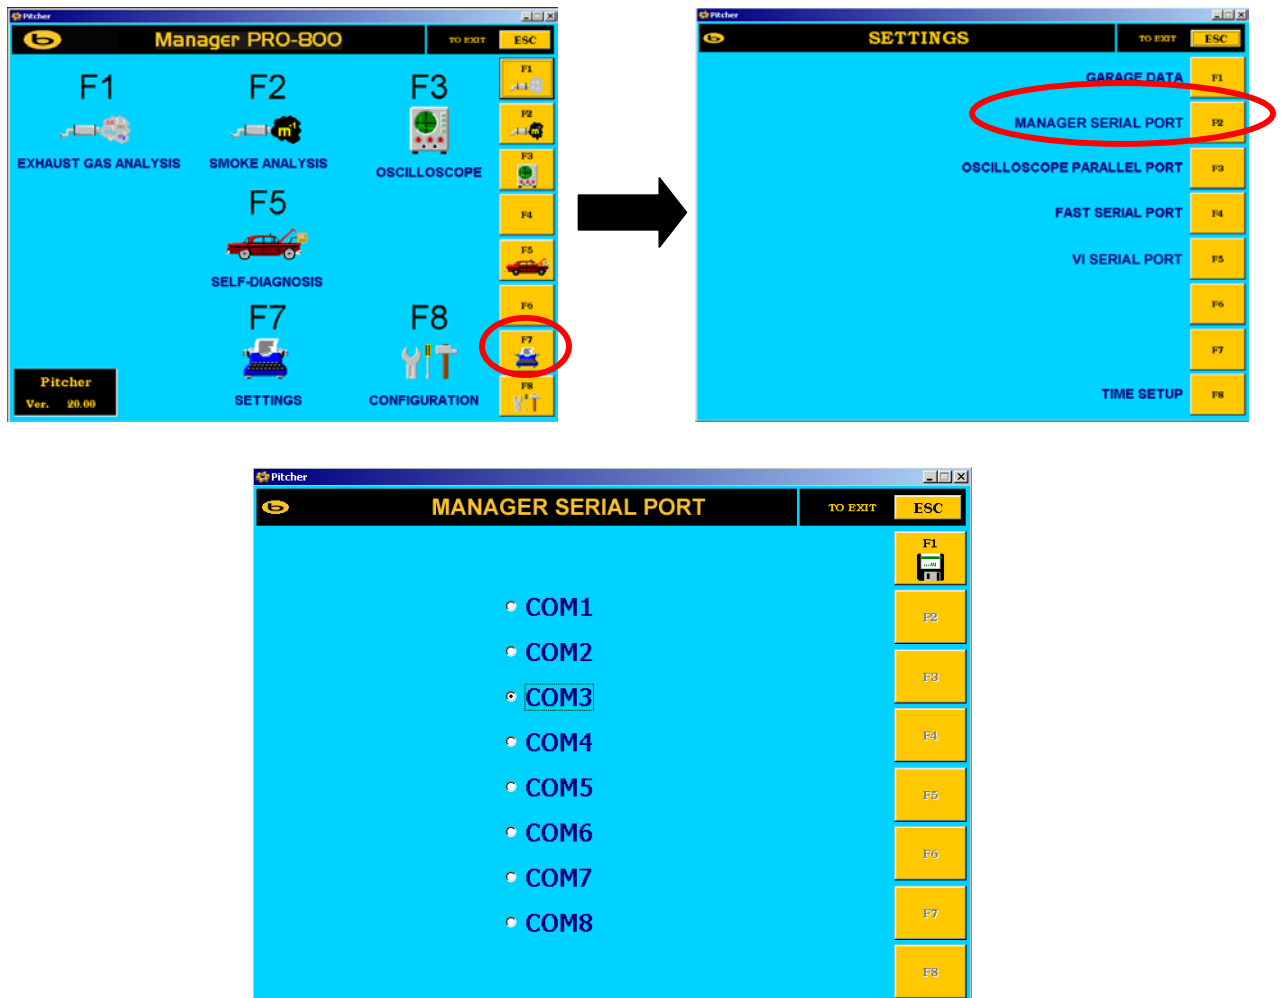 Pitcher
b
Manager PRO-800
TO EXIT
ESC
F1
F2
F3
EXHAUST GAS ANALYSIS
SMOKE ANALYSIS
OSCILLOSCOPE
m-1
F5
SELF-DIAGNOSIS
F7
F8
SETTINGS
CONFIGURATION
Pitcher
Ver. 20.00
F1
F2
F3
F4
F5
F6
F7
F8
Pitcher
b
SETTINGS
TO EXIT
ESC
GARAGE DATA F1
MANAGER SERIAL PORT F2
OSCILLOSCOPE PARALLEL PORT F3
FAST SERIAL PORT F4
VI SERIAL PORT F5
F6
F7
TIME SETUP F8
Pitcher
b
MANAGER SERIAL PORT
TO EXIT
ESC
COM1
COM2
COM3
COM4
COM5
COM6
COM7
COM8
F1
F2
F3
F4
F5
F6
F7
F8